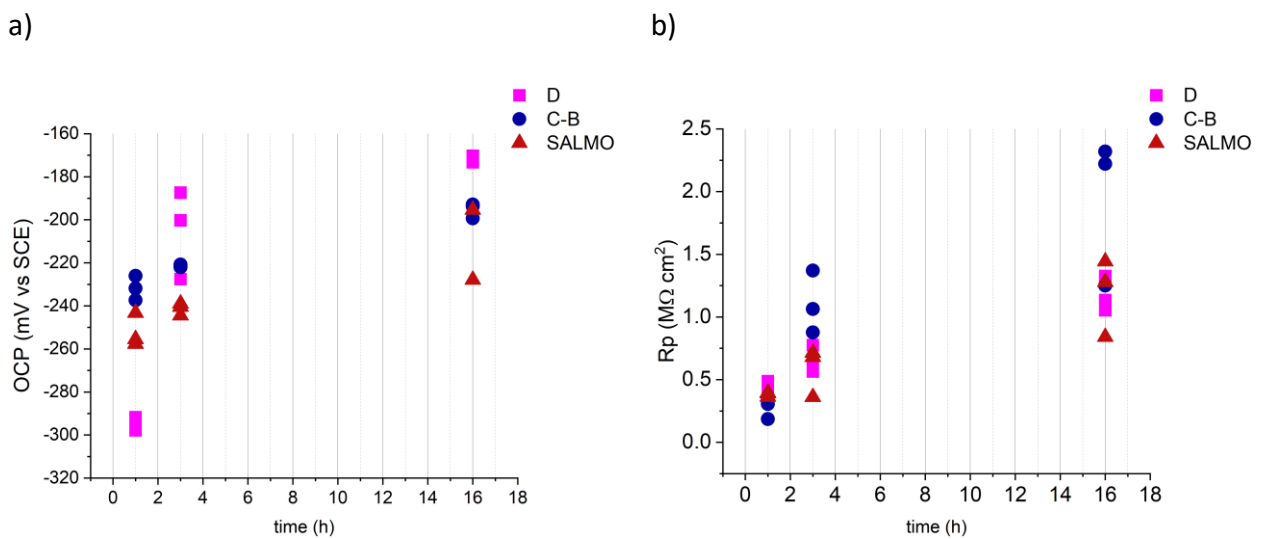 a)
D
C-B
SALMO
OCP (mV vs SCE)
-160
-180
-200
-220
-240
-260
-280
-300
-320
0 2 4 6 8 10 12 14 16 18
time (h)
b)
D
C-B
SALMO
Rp (MΩ cm²)
2.5
2.0
1.5
1.0
0.5
0.0
0 2 4 6 8 10 12 14 16 18
time (h)